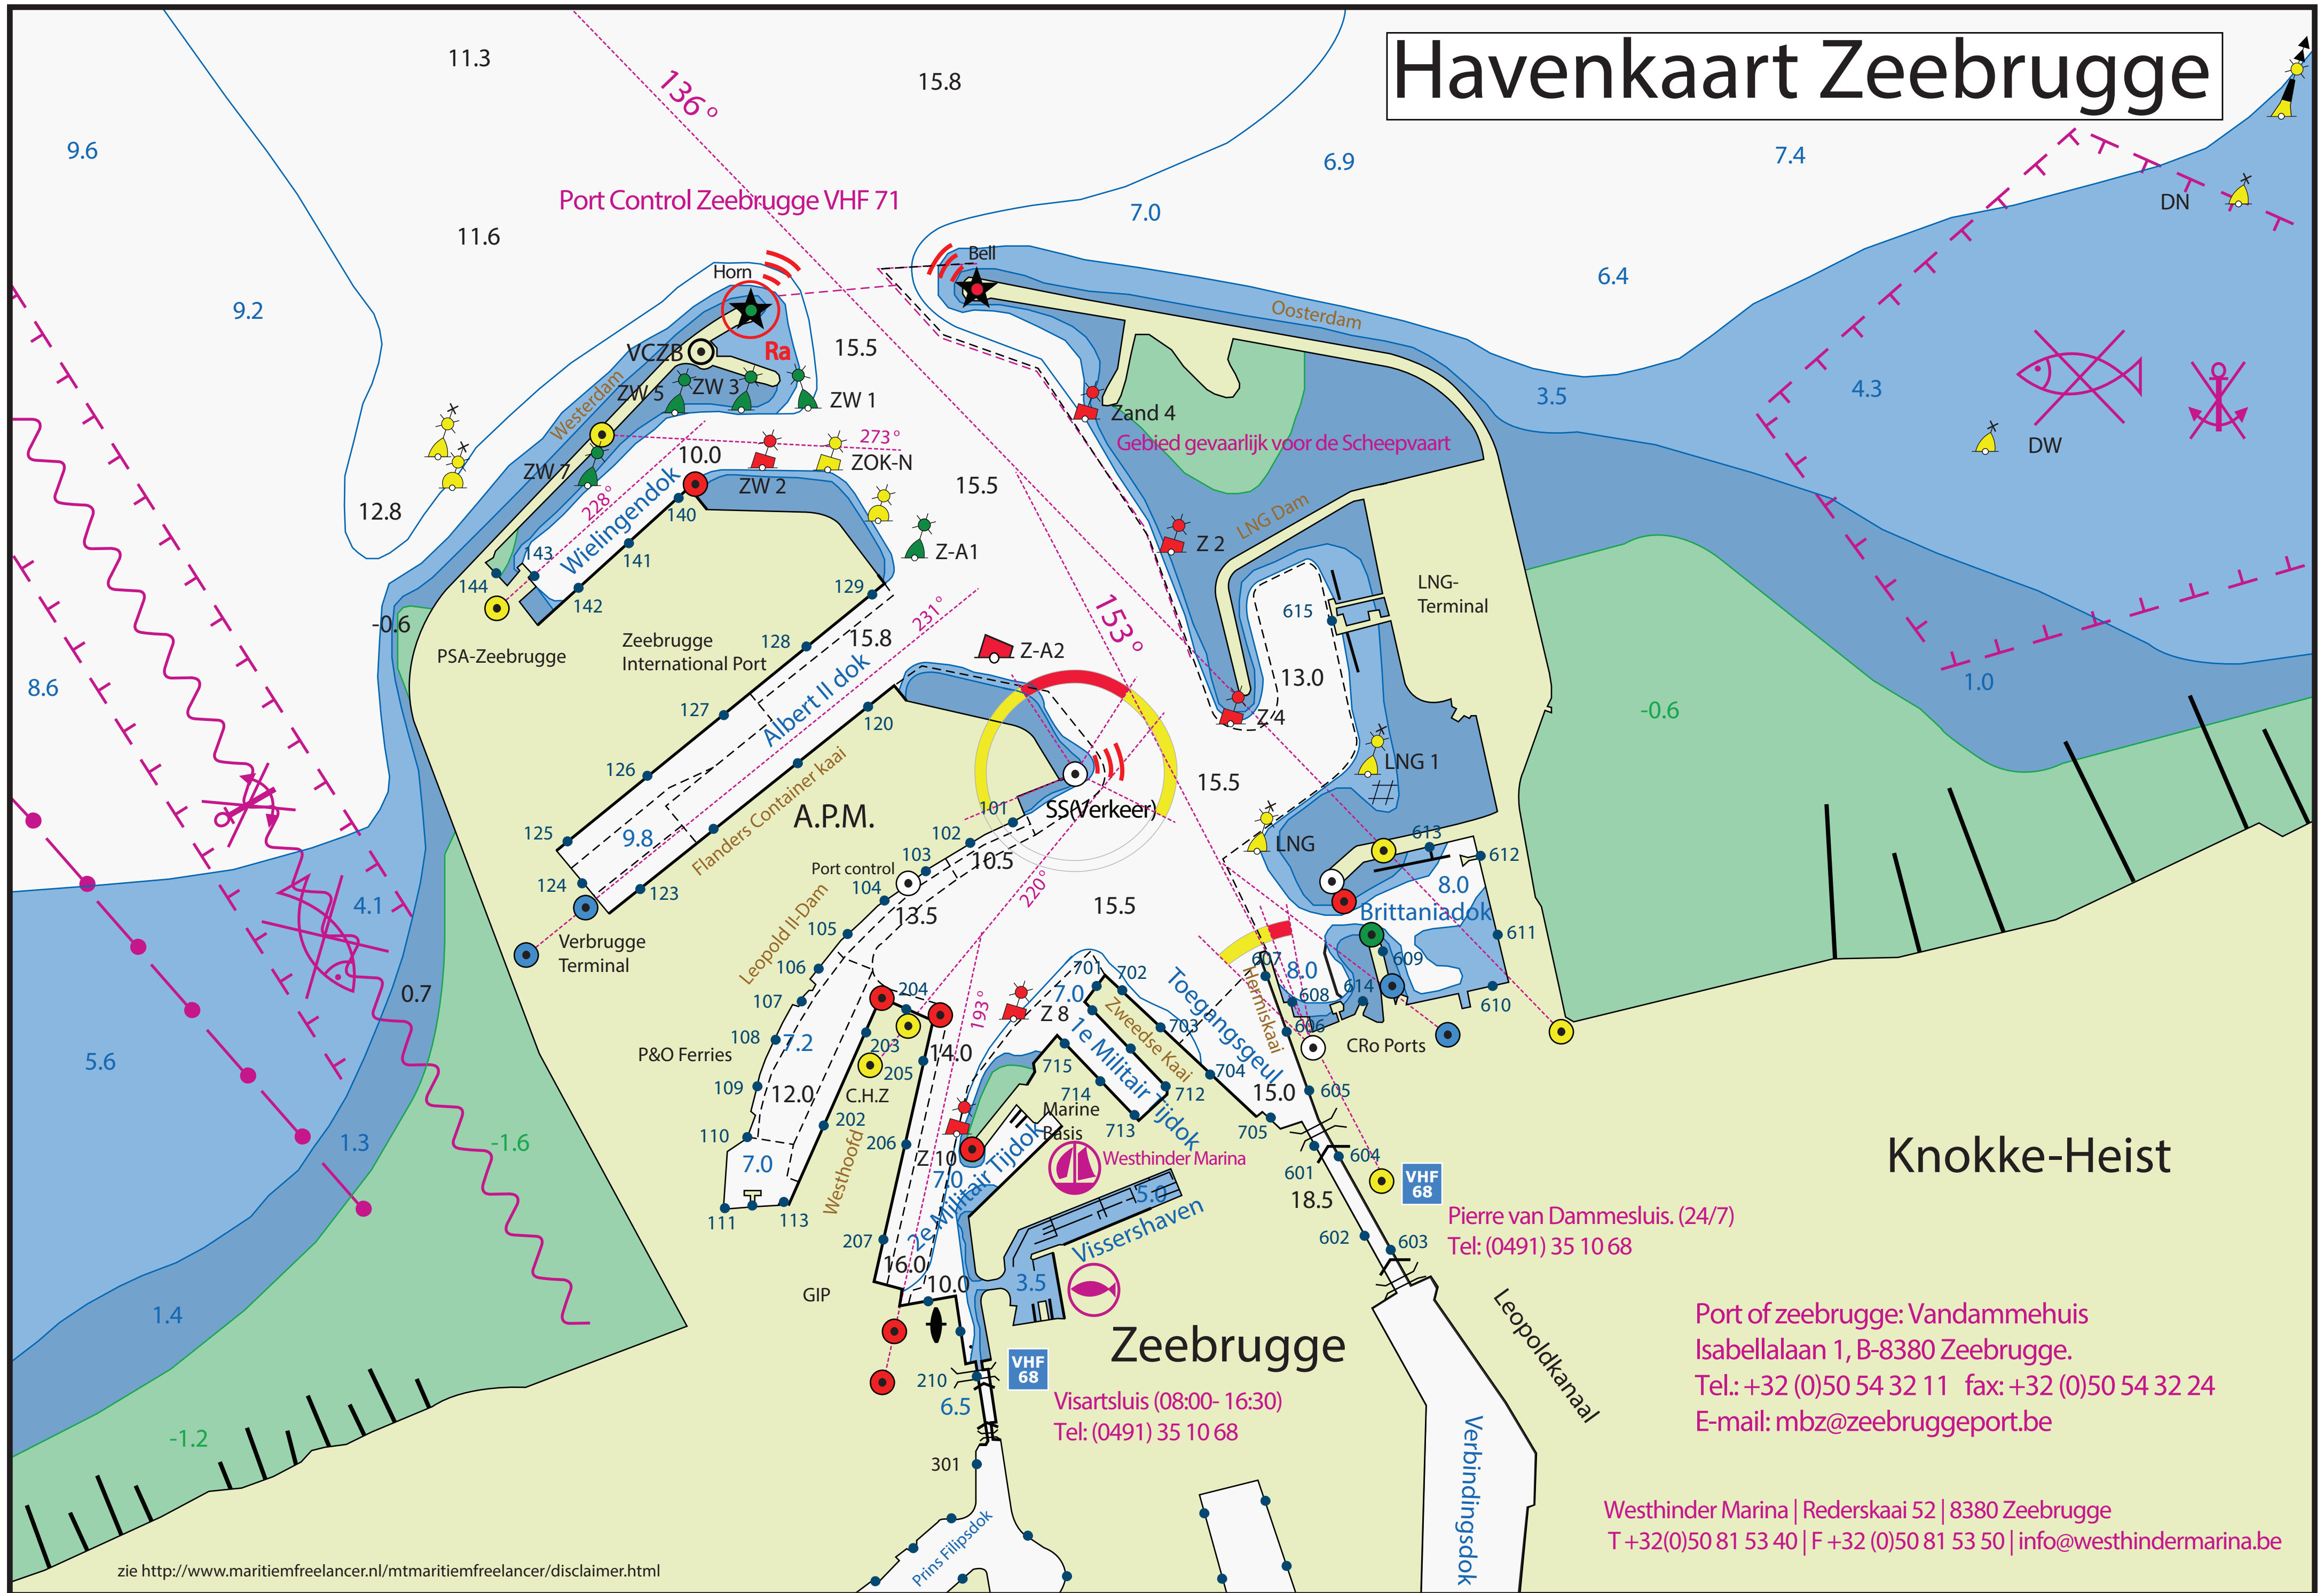 Havenkaart Zeebrugge
11.3
15.8
136°
9.6
6.9
7.4
Port Control Zeebrugge VHF 71
7.0
DN
11.6
Bell
Horn
6.4
9.2
Oosterdam
VCZB
Ra
15.5
Westerdam
ZW 5
ZW 3
ZW 1
3.5
4.3
Zand 4
Gebied gevaarlijk voor de Scheepvaart
273°
10.0
ZOK-N
DW
ZW 7
ZW 2
15.5
228°
12.8
140
LNG Dam
Wielingendok
Z-A1
Z 2
141
143
144
142
129
LNG-
Terminal
615
-0.6
231°
153°
Zeebrugge
International Port
128
15.8
Z-A2
PSA-Zeebrugge
8.6
13.0
1.0
-0.6
127
Albert II dok
120
Z 4
126
LNG 1
15.5
Flanders Container kaai
A.P.M.
101
SS(Verkeer)
125
9.8
102
LNG
613
612
103
10.5
Port control
104
124
123
220°
8.0
4.1
13.5
15.5
Brittaniadok
Leopold II-Dam
105
611
Verbrugge
Terminal
106
607
8.0
609
701
702
Toegangsgeul
Hermiskaai
614
0.7
107
204
7.0
608
610
193°
Z 8
Zweedse Kaai
703
606
108
7.2
203
1e Militair Tijdok
CRo Ports
P&O Ferries
14.0
5.6
715
205
704
109
12.0
C.H.Z
714
712
15.0
605
Marine
Basis
202
713
705
110
206
1.3
-1.6
Z 10
Westhinder Marina
604
601
Knokke-Heist
7.0
Westhoofd
7.0
2e Militair Tijdok
5.0
18.5
VHF
68
111
113
Vissershaven
Pierre van Dammesluis. (24/7)
Tel: (0491) 35 10 68
207
602
603
16.0
10.0
3.5
GIP
1.4
Leopoldkanaal
Port of zeebrugge: Vandammehuis
Isabellalaan 1, B-8380 Zeebrugge.
Tel.: +32 (0)50 54 32 11 fax: +32 (0)50 54 32 24
E-mail: mbz@zeebruggeport.be
Zeebrugge
VHF
68
210
6.5
Visartsluis (08:00- 16:30)
Tel: (0491) 35 10 68
-1.2
301
Verbindingsdok
Prins Filipsdok
Westhinder Marina | Rederskaai 52 | 8380 Zeebrugge
T +32(0)50 81 53 40 | F +32 (0)50 81 53 50 | info@westhindermarina.be
zie http://www.maritiemfreelancer.nl/mtmaritiemfreelancer/disclaimer.html